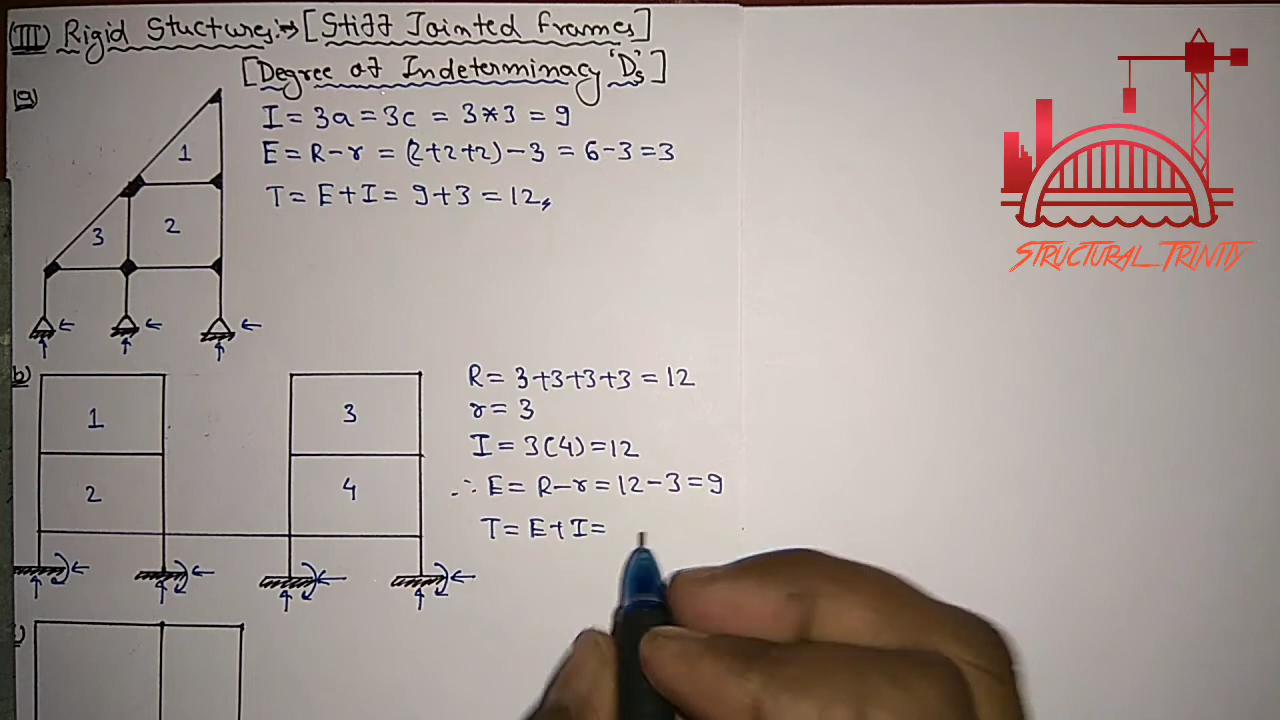 (III) Rigid Stuctures:→ [Stiff Jointed Frames]
[Degree of Indeterminacy 'Ds']
(a)
I = 3a = 3c = 3*3 = 9
E = R-r = (2+2+2)-3 = 6-3 = 3
T = E+I = 9+3 = 12,
1
2
3
b)
1
2
3
4
R = 3+3+3+3 = 12
r = 3
I = 3(4) = 12
∴ E = R-r = 12-3 = 9
T = E+I =
STRUCTURAL_TRINITY